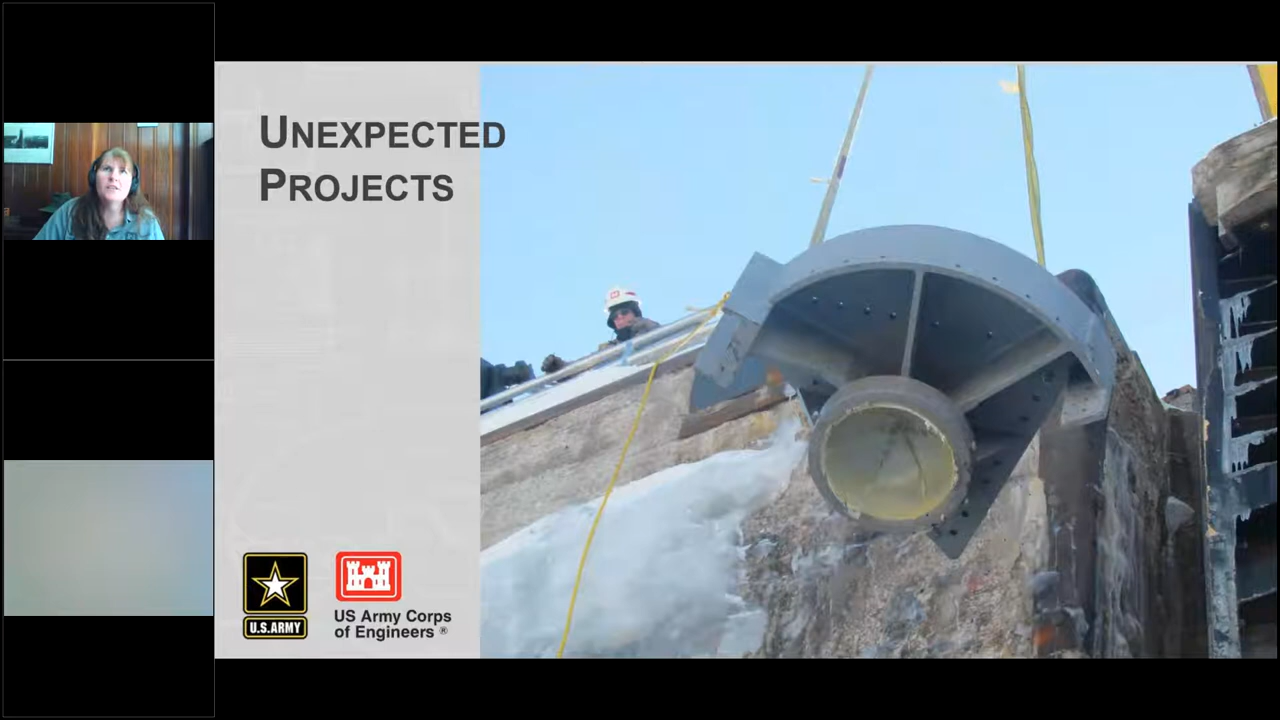 UNEXPECTED
PROJECTS
U.S.ARMY
US Army Corps
of Engineers ®